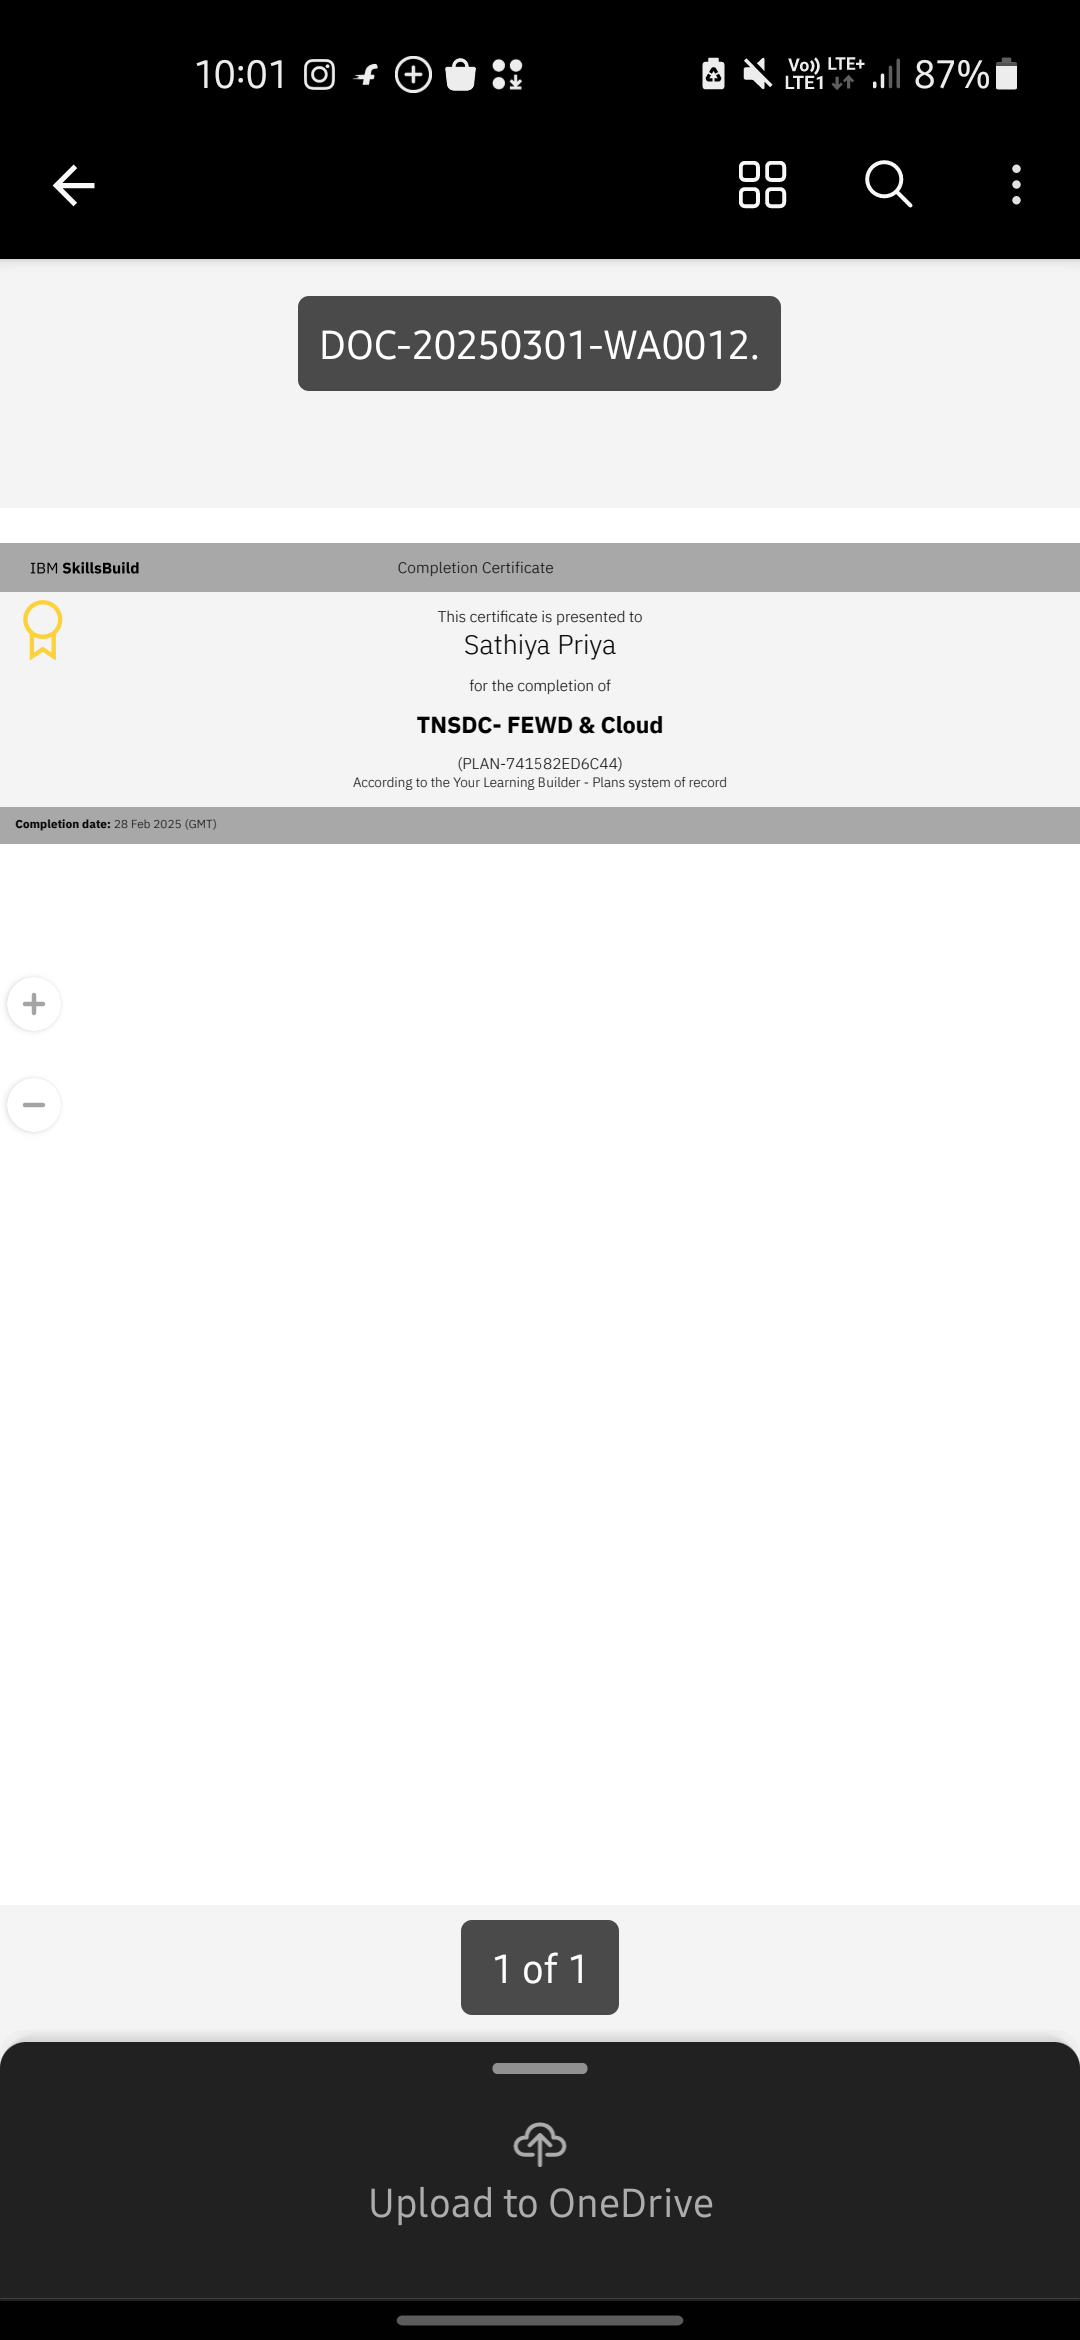 10:01
Vo)) LTE+
LTE1
87%
DOC-20250301-WA0012.
IBM SkillsBuild
Completion Certificate
This certificate is presented to
Sathiya Priya
for the completion of
TNSDC- FEWD & Cloud
(PLAN-741582ED6C44)
According to the Your Learning Builder - Plans system of record
Completion date: 28 Feb 2025 (GMT)
1 of 1
Upload to OneDrive